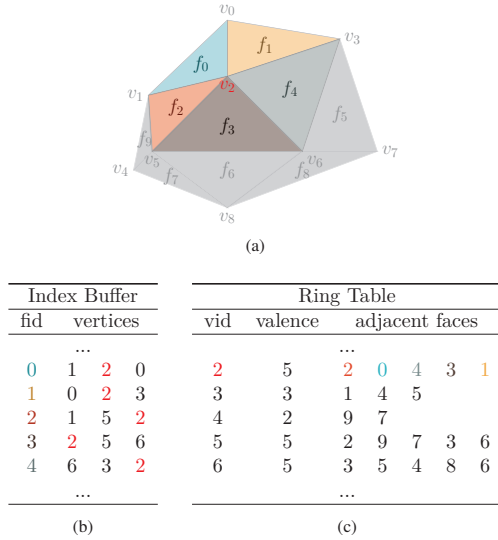 v0
v3
f1
f0
v2
v1
f4
f2
f5
f3
f9
v5
v6
v7
v4
f7
f6
f8
v8
(a)
Index Buffer
fid vertices
...
0 1 2 0
1 0 2 3
2 1 5 2
3 2 5 6
4 6 3 2
...
(b)
Ring Table
vid valence adjacent faces
...
2 5 2 0 4 3 1
3 3 1 4 5
4 2 9 7
5 5 2 9 7 3 6
6 5 3 5 4 8 6
...
(c)